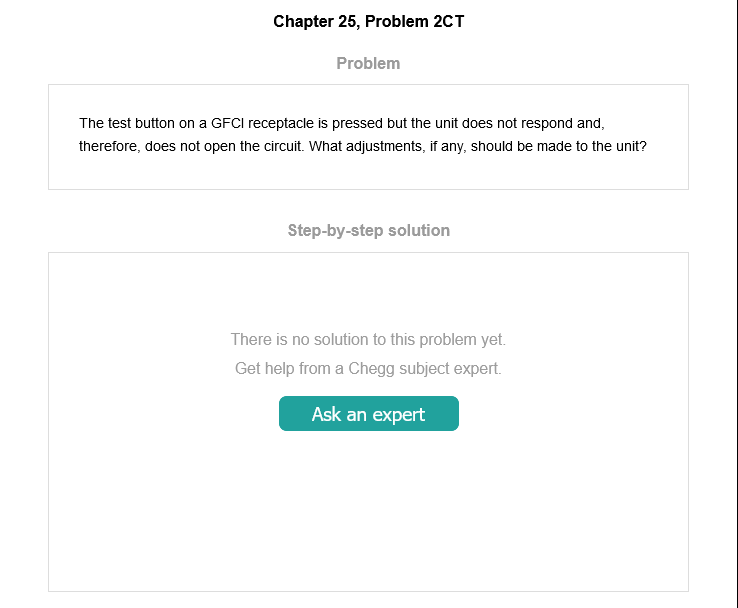 Chapter 25, Problem 2CT
Problem
The test button on a GFCI receptacle is pressed but the unit does not respond and,
therefore, does not open the circuit. What adjustments, if any, should be made to the unit?
Step-by-step solution
There is no solution to this problem yet.
Get help from a Chegg subject expert.
Ask an expert